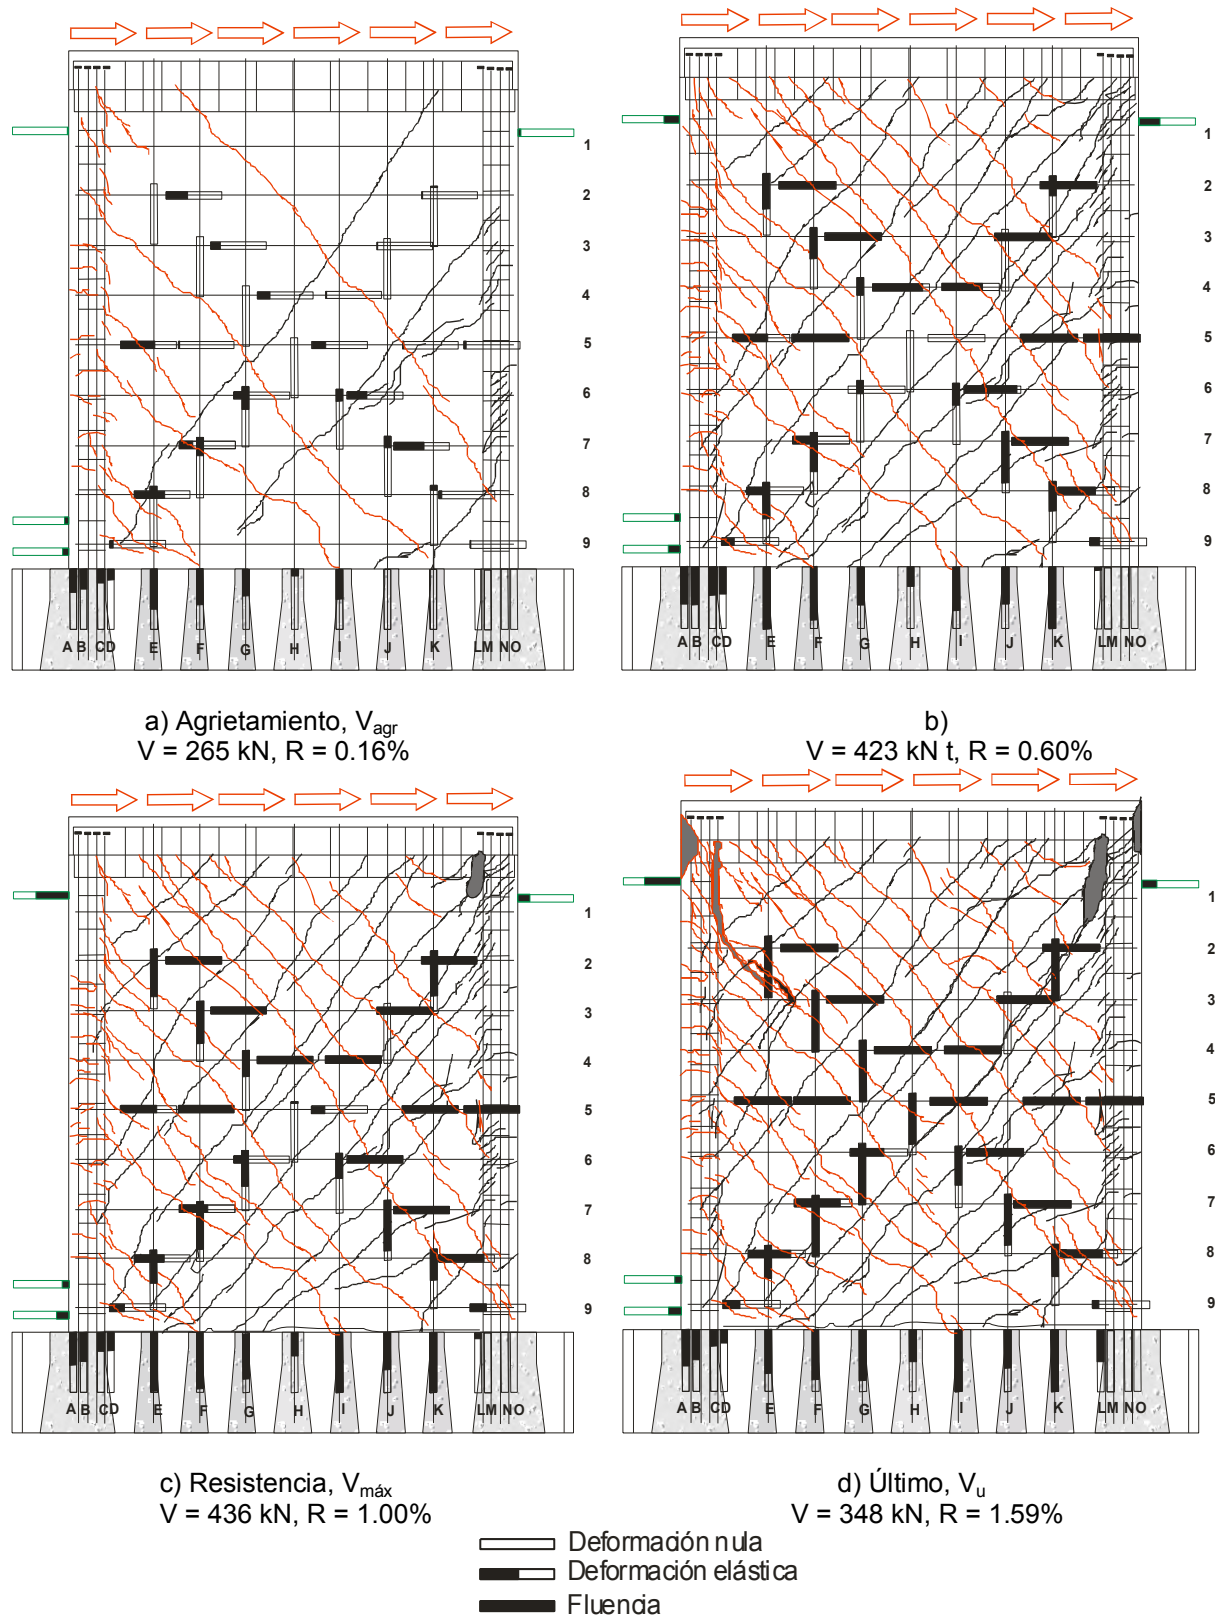 1
2
3
4
5
6
7
8
9
A B CD E F G H I J K LM NO
1
2
3
4
5
6
7
8
9
A B CD E F G H I J K LM NO
a) Agrietamiento, Vagr
V = 265 kN, R = 0.16%
b)
V = 423 kN t, R = 0.60%
1
2
3
4
5
6
7
8
9
A B CD E F G H I J K LM NO
1
2
3
4
5
6
7
8
9
A B CD E F G H I J K LM NO
c) Resistencia, Vmáx
V = 436 kN, R = 1.00%
d) Último, Vu
V = 348 kN, R = 1.59%
Deformación nula
Deformación elástica
Fluencia